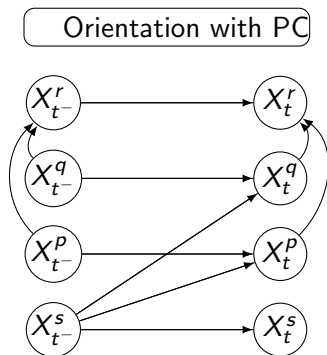 Orientation with PC
X^r_{t^-} X^r_t
X^q_{t^-} X^q_t
X^p_{t^-} X^p_t
X^s_{t^-} X^s_t